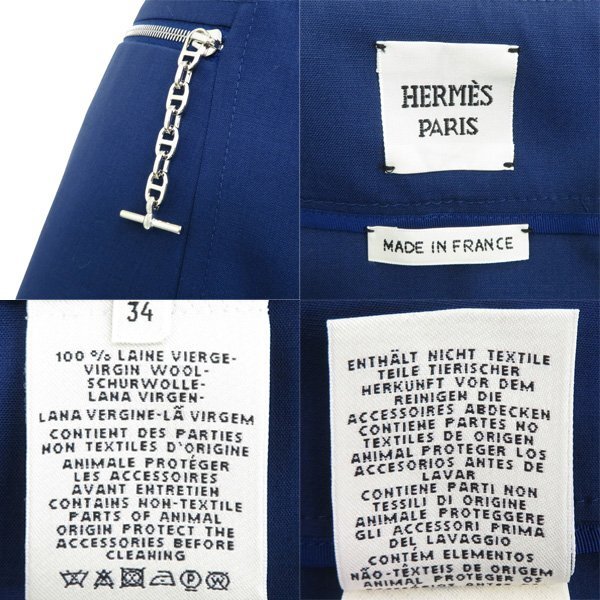 HERMÈS
PARIS
MADE IN FRANCE
34
100 % LAINE VIERGE-
VIRGIN WOOL-
SCHURWOLLE-
LANA VIRGEN-
LANA VERGINE-LÃ VIRGEM
CONTIENT DES PARTIES
NON TEXTILES D'ORIGINE
ANIMALE PROTÉGER
LES ACCESSOIRES
AVANT ENTRETIEN
CONTAINS NON-TEXTILE
PARTS OF ANIMAL
ORIGIN PROTECT THE
ACCESSORIES BEFORE
CLEANING
ENTHÄLT NICHT TEXTILE
TEILE TIERISCHER
HERKUNFT VOR DEM
REINIGEN DIE
ACCESSOIRES ABDECKEN
CONTIENE PARTES NO
TEXTILES DE ORIGEN
ANIMAL PROTEGER LOS
ACCESORIOS ANTES DE
LAVAR
CONTIENE PARTI NON
TESSILI DI ORIGINE
ANIMALE PROTEGGERE
GLI ACCESSORI PRIMA
DEL LAVAGGIO
CONTÉM ELEMENTOS
NÃO-TÊXTEIS DE ORIGEM
ANIMAL PROTEGER OS